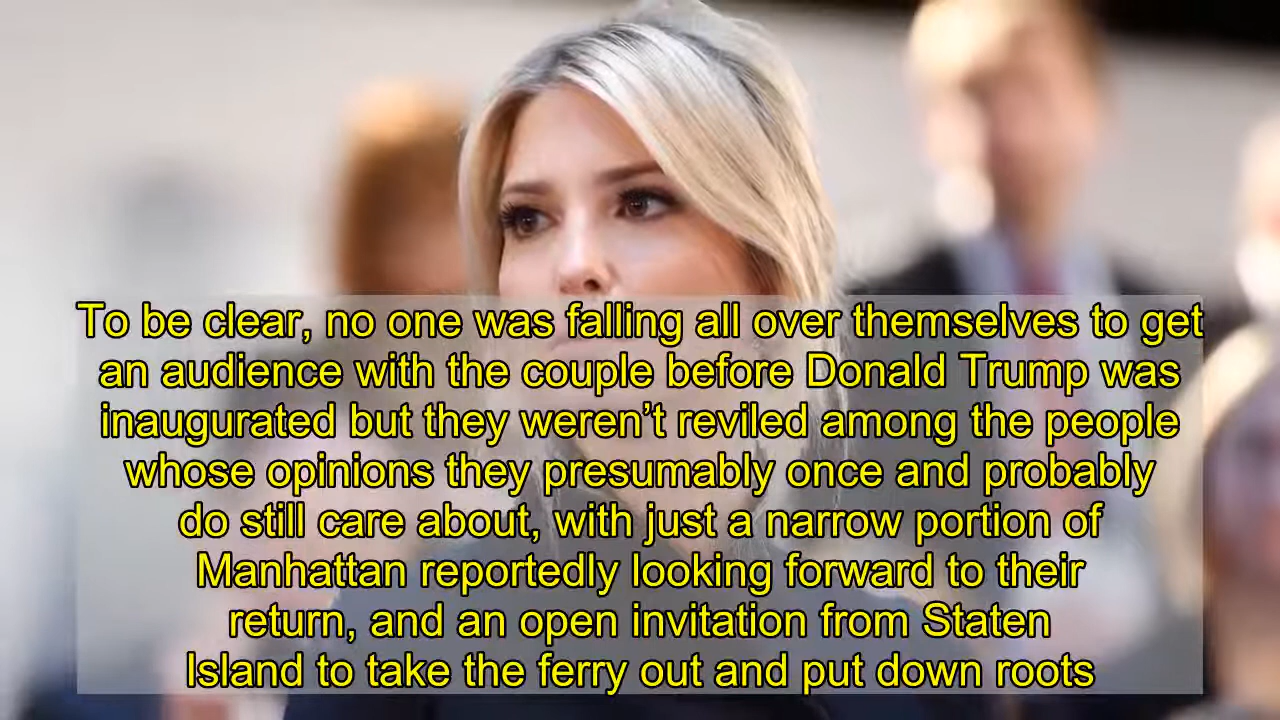 To be clear, no one was falling all over themselves to get
an audience with the couple before Donald Trump was
inaugurated but they weren’t reviled among the people
whose opinions they presumably once and probably
do still care about, with just a narrow portion of
Manhattan reportedly looking forward to their
return, and an open invitation from Staten
Island to take the ferry out and put down roots